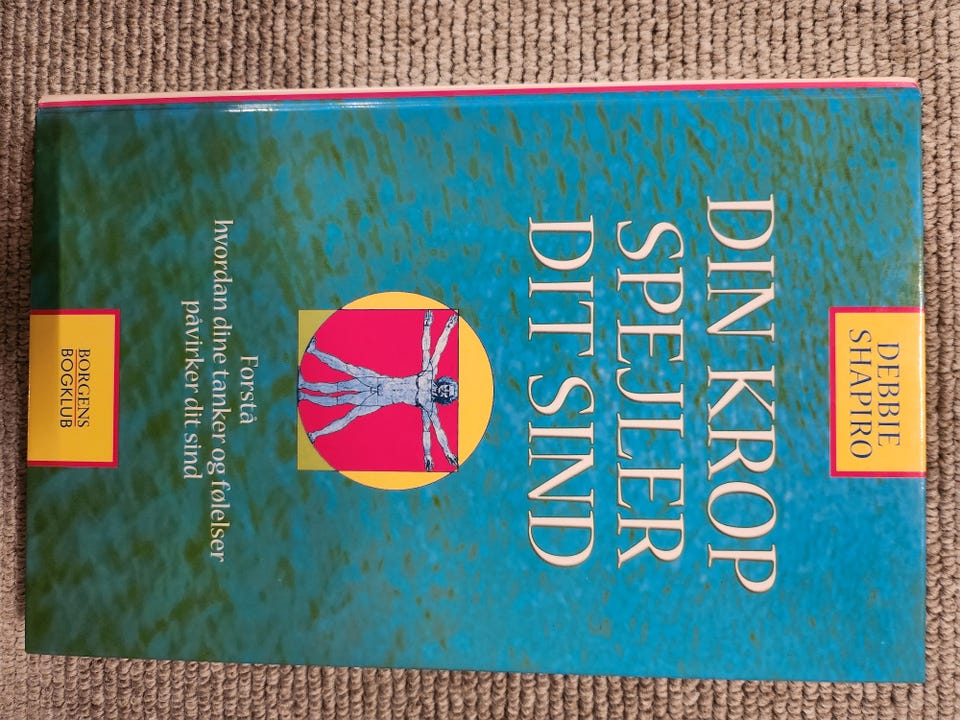 DEBBIE
SHAPIRO
DIN KROP
SPEJLER
DIT SIND
Forstå
hvordan dine tanker og følelser
påvirker dit sind
BORGENS
BOGKLUB